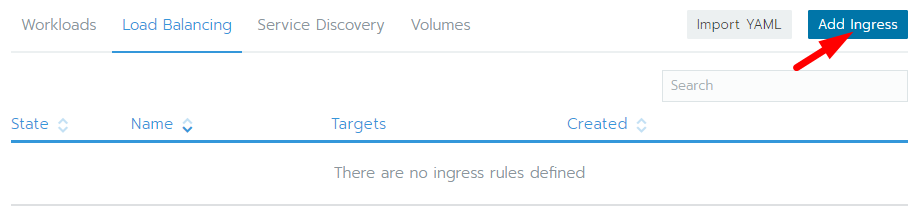 Workloads Load Balancing Service Discovery Volumes Import YAML Add Ingress
Search
State Name Targets Created
There are no ingress rules defined